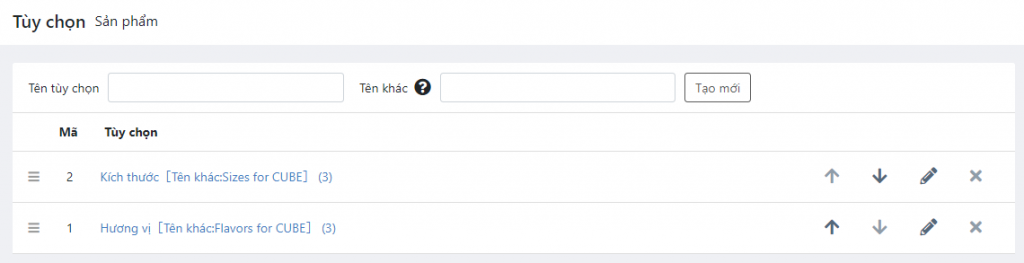 Tùy chọn Sản phẩm
Tên tùy chọn Tên khác ? Tạo mới
Mã Tùy chọn
2 Kích thước［Tên khác:Sizes for CUBE］ (3)
1 Hương vị［Tên khác:Flavors for CUBE］ (3)